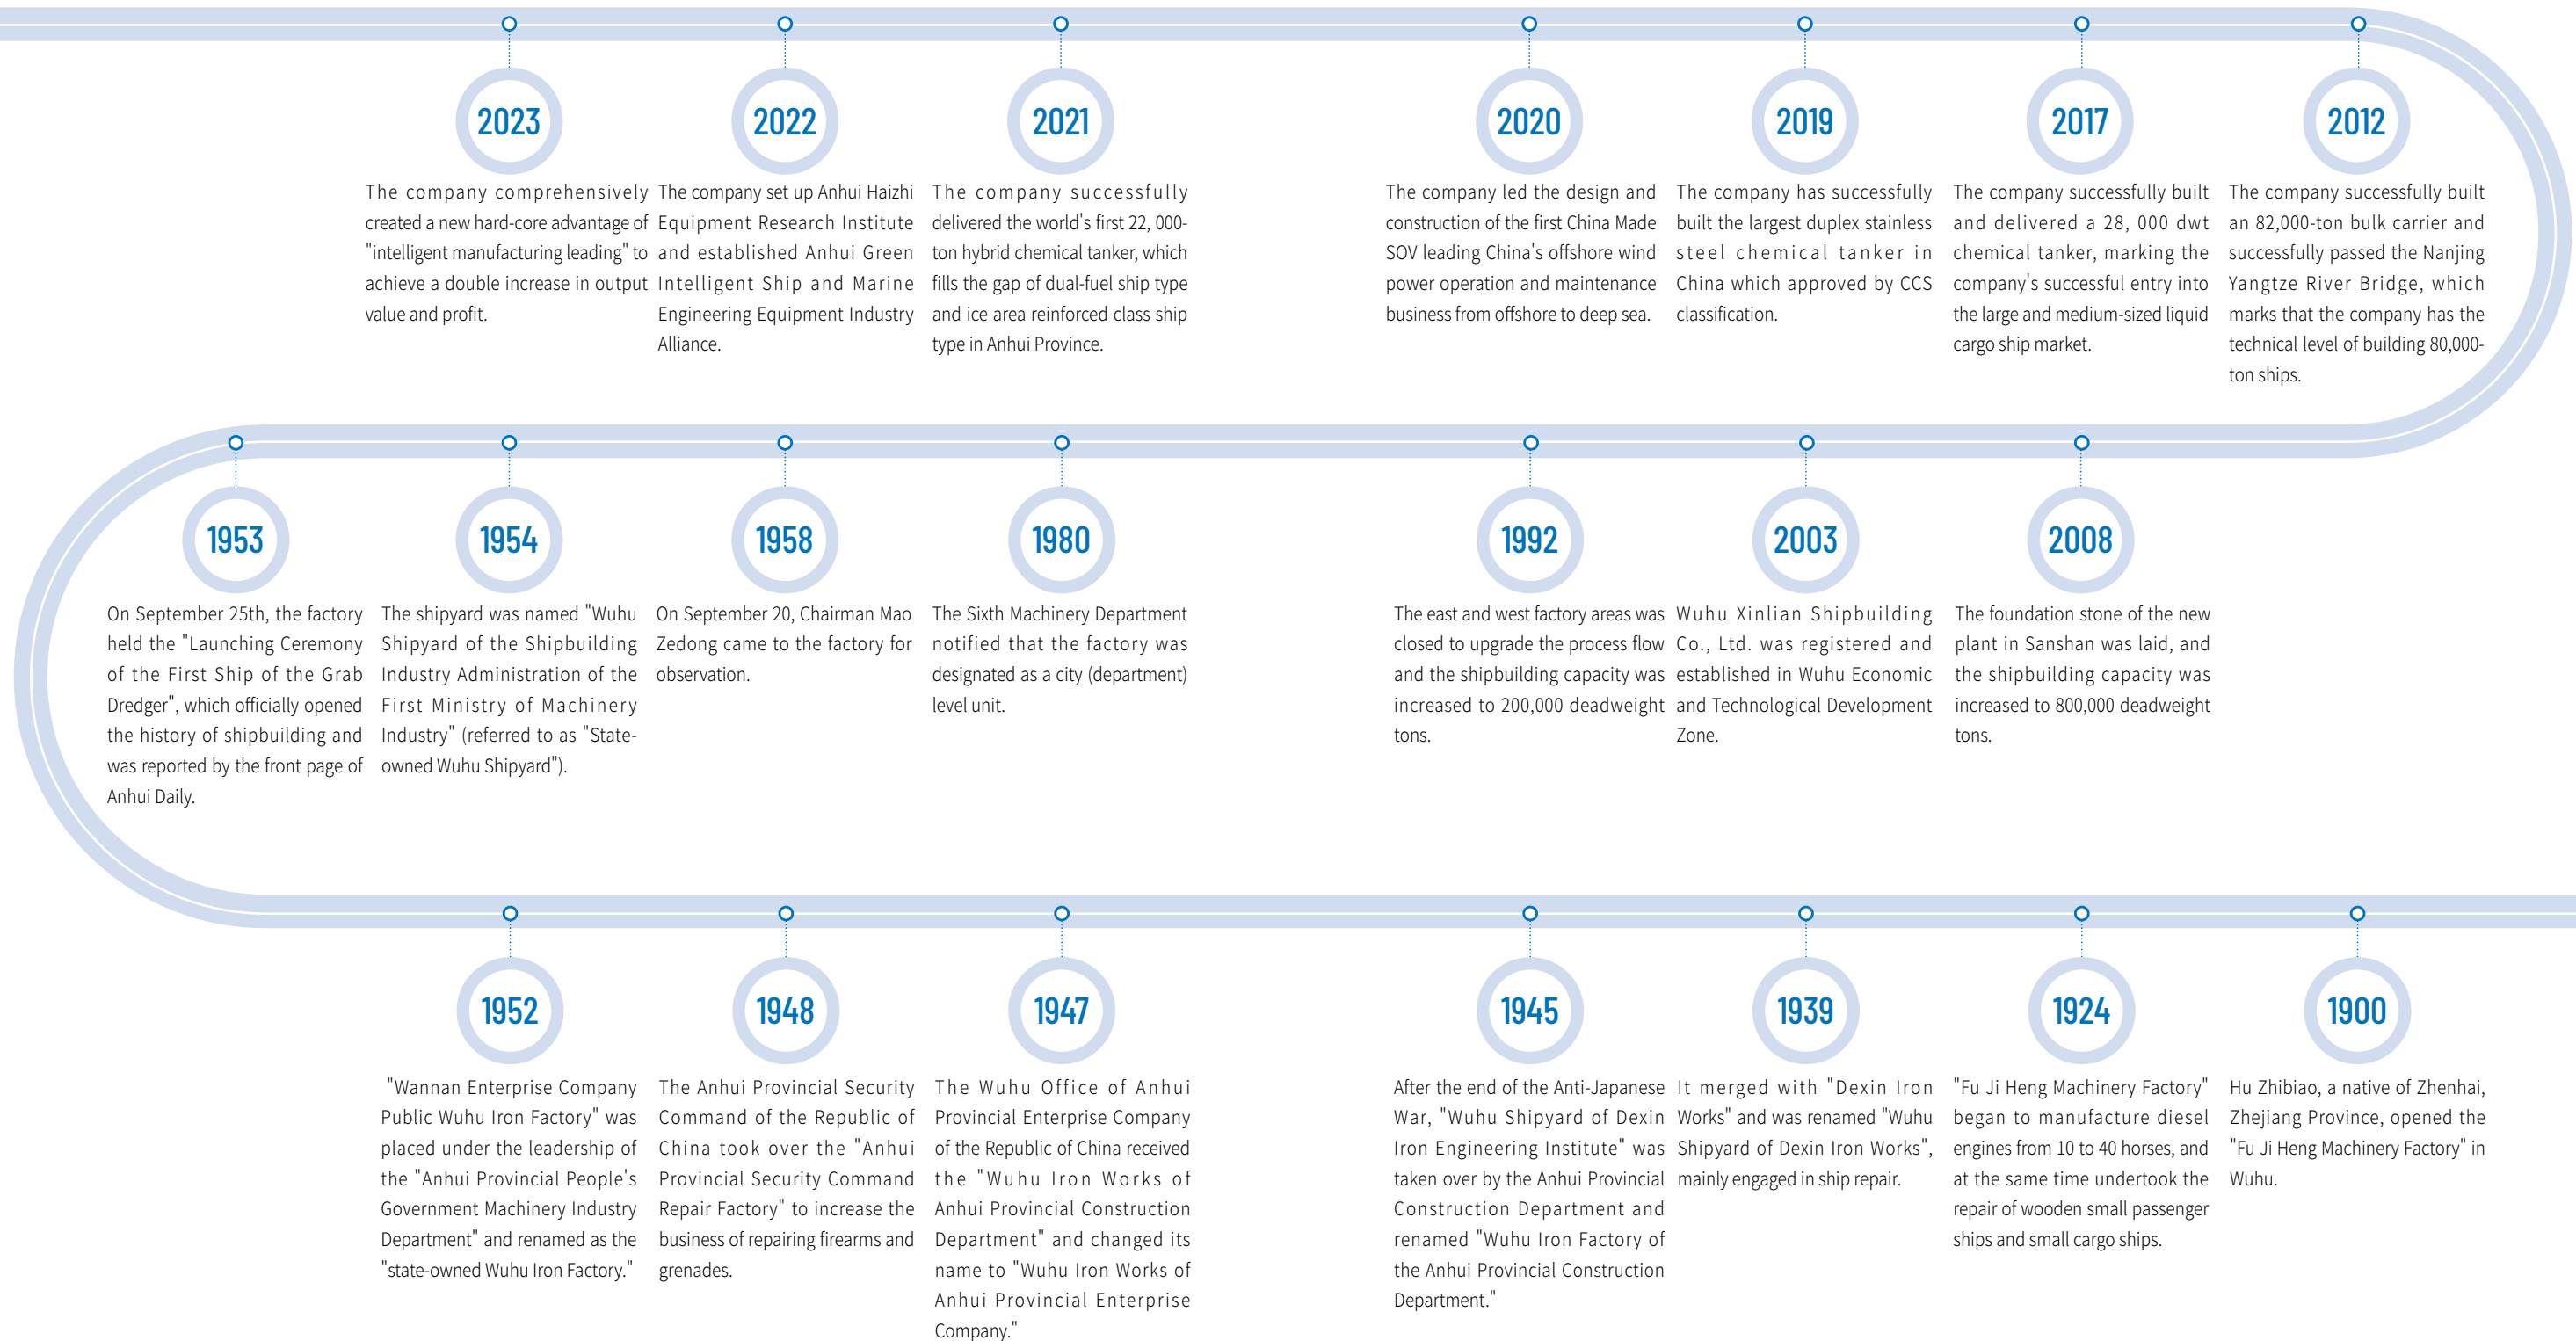 2023
The company comprehensively
created a new hard-core advantage of
"intelligent manufacturing leading" to
achieve a double increase in output
value and profit.
2022
The company set up Anhui Haizhi
Equipment Research Institute
and established Anhui Green
Intelligent Ship and Marine
Engineering Equipment Industry
Alliance.
2021
The company successfully
delivered the world's first 22, 000-
ton hybrid chemical tanker, which
fills the gap of dual-fuel ship type
and ice area reinforced class ship
type in Anhui Province.
2020
The company led the design and
construction of the first China Made
SOV leading China's offshore wind
power operation and maintenance
business from offshore to deep sea.
2019
The company has successfully
built the largest duplex stainless
steel chemical tanker in
China which approved by CCS
classification.
2017
The company successfully built
and delivered a 28, 000 dwt
chemical tanker, marking the
company's successful entry into
the large and medium-sized liquid
cargo ship market.
2012
The company successfully built
an 82,000-ton bulk carrier and
successfully passed the Nanjing
Yangtze River Bridge, which
marks that the company has the
technical level of building 80,000-
ton ships.
1953
On September 25th, the factory
held the "Launching Ceremony
of the First Ship of the Grab
Dredger", which officially opened
the history of shipbuilding and
was reported by the front page of
Anhui Daily.
1954
The shipyard was named "Wuhu
Shipyard of the Shipbuilding
Industry Administration of the
First Ministry of Machinery
Industry" (referred to as "State-
owned Wuhu Shipyard").
1958
On September 20, Chairman Mao
Zedong came to the factory for
observation.
1980
The Sixth Machinery Department
notified that the factory was
designated as a city (department)
level unit.
1992
The east and west factory areas was
closed to upgrade the process flow
and the shipbuilding capacity was
increased to 200,000 deadweight
tons.
2003
Wuhu Xinlian Shipbuilding
Co., Ltd. was registered and
established in Wuhu Economic
and Technological Development
Zone.
2008
The foundation stone of the new
plant in Sanshan was laid, and
the shipbuilding capacity was
increased to 800,000 deadweight
tons.
1952
"Wannan Enterprise Company
Public Wuhu Iron Factory" was
placed under the leadership of
the "Anhui Provincial People's
Government Machinery Industry
Department" and renamed as the
"state-owned Wuhu Iron Factory."
1948
The Anhui Provincial Security
Command of the Republic of
China took over the "Anhui
Provincial Security Command
Repair Factory" to increase the
business of repairing firearms and
grenades.
1947
The Wuhu Office of Anhui
Provincial Enterprise Company
of the Republic of China received
the "Wuhu Iron Works of
Anhui Provincial Construction
Department" and changed its
name to "Wuhu Iron Works of
Anhui Provincial Enterprise
Company."
1945
After the end of the Anti-Japanese
War, "Wuhu Shipyard of Dexin
Iron Engineering Institute" was
taken over by the Anhui Provincial
Construction Department and
renamed "Wuhu Iron Factory of
the Anhui Provincial Construction
Department."
1939
It merged with "Dexin Iron
Works" and was renamed "Wuhu
Shipyard of Dexin Iron Works",
mainly engaged in ship repair.
1924
"Fu Ji Heng Machinery Factory"
began to manufacture diesel
engines from 10 to 40 horses, and
at the same time undertook the
repair of wooden small passenger
ships and small cargo ships.
1900
Hu Zhibiao, a native of Zhenhai,
Zhejiang Province, opened the
"Fu Ji Heng Machinery Factory" in
Wuhu.